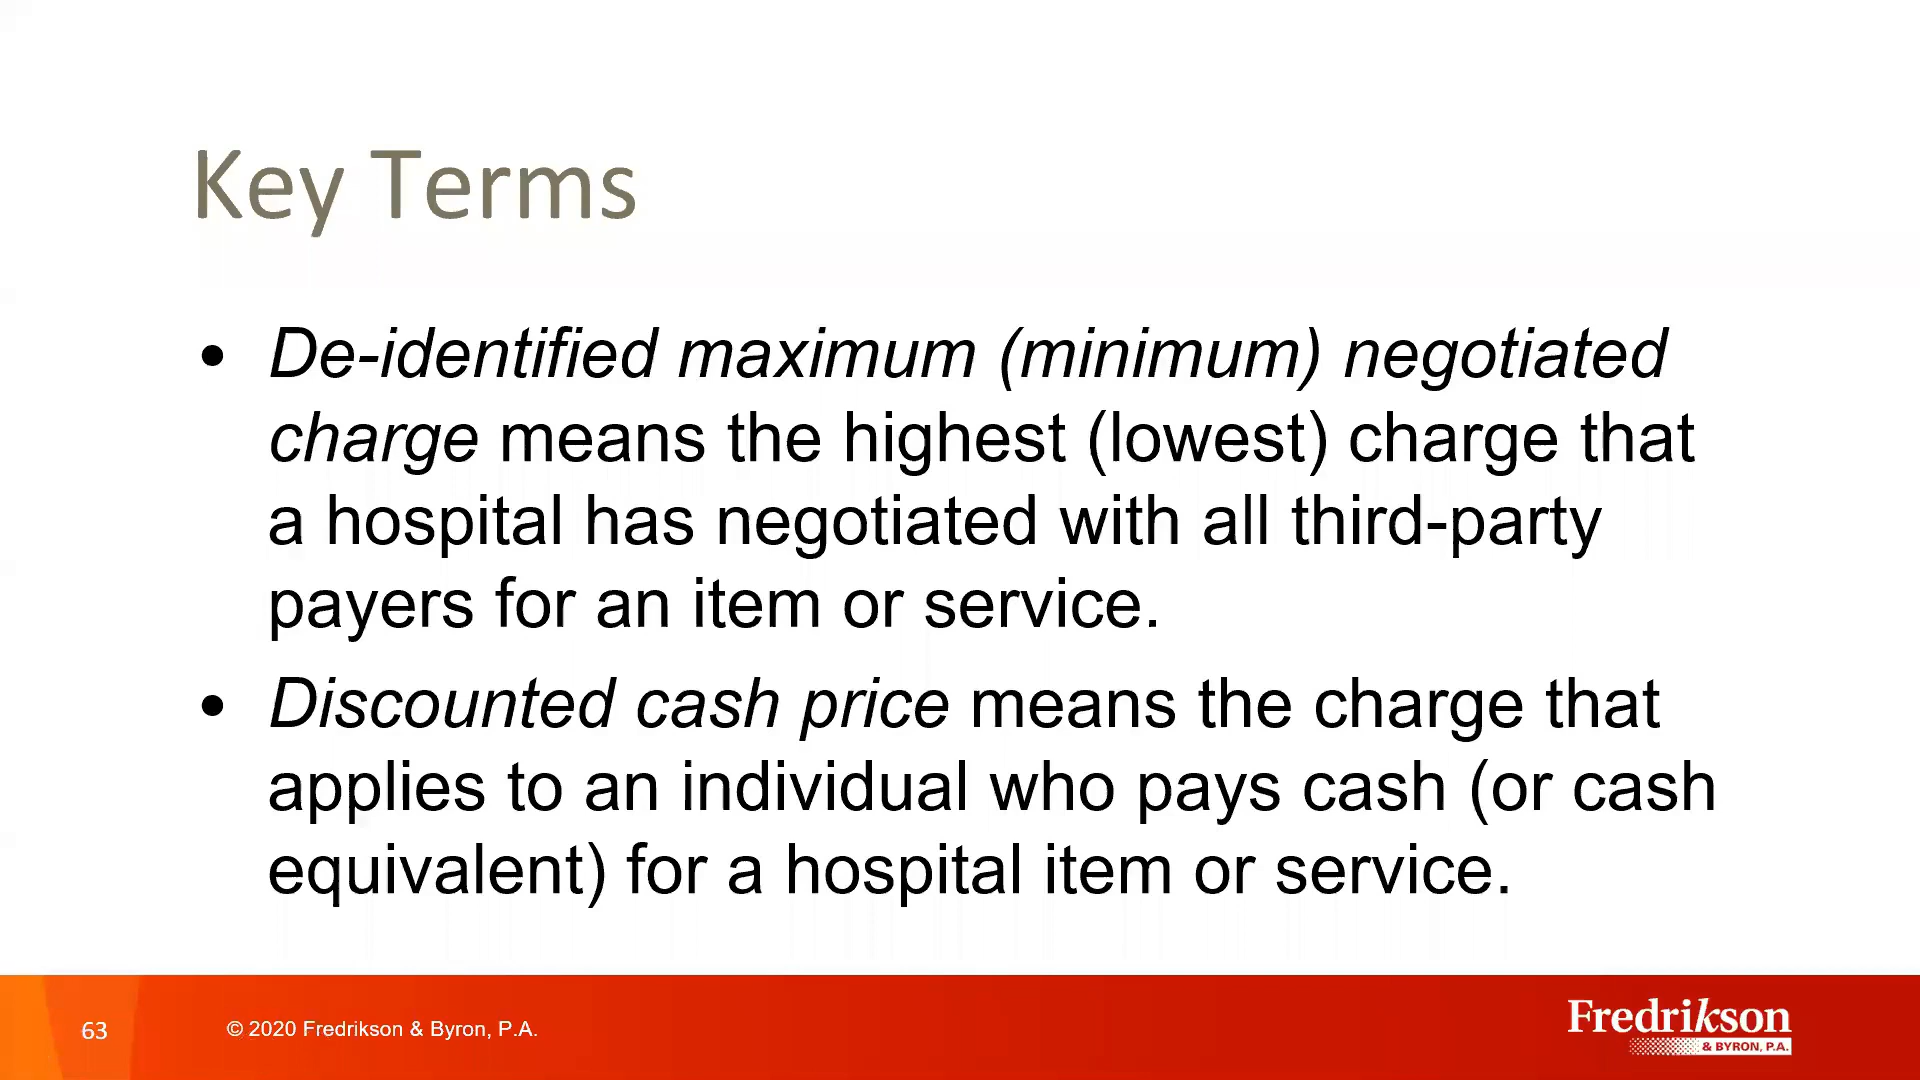 Key Terms
• De-identified maximum (minimum) negotiated
charge means the highest (lowest) charge that
a hospital has negotiated with all third-party
payers for an item or service.
• Discounted cash price means the charge that
applies to an individual who pays cash (or cash
equivalent) for a hospital item or service.
63
© 2020 Fredrikson & Byron, P.A.
Fredrikson
& BYRON, P.A.